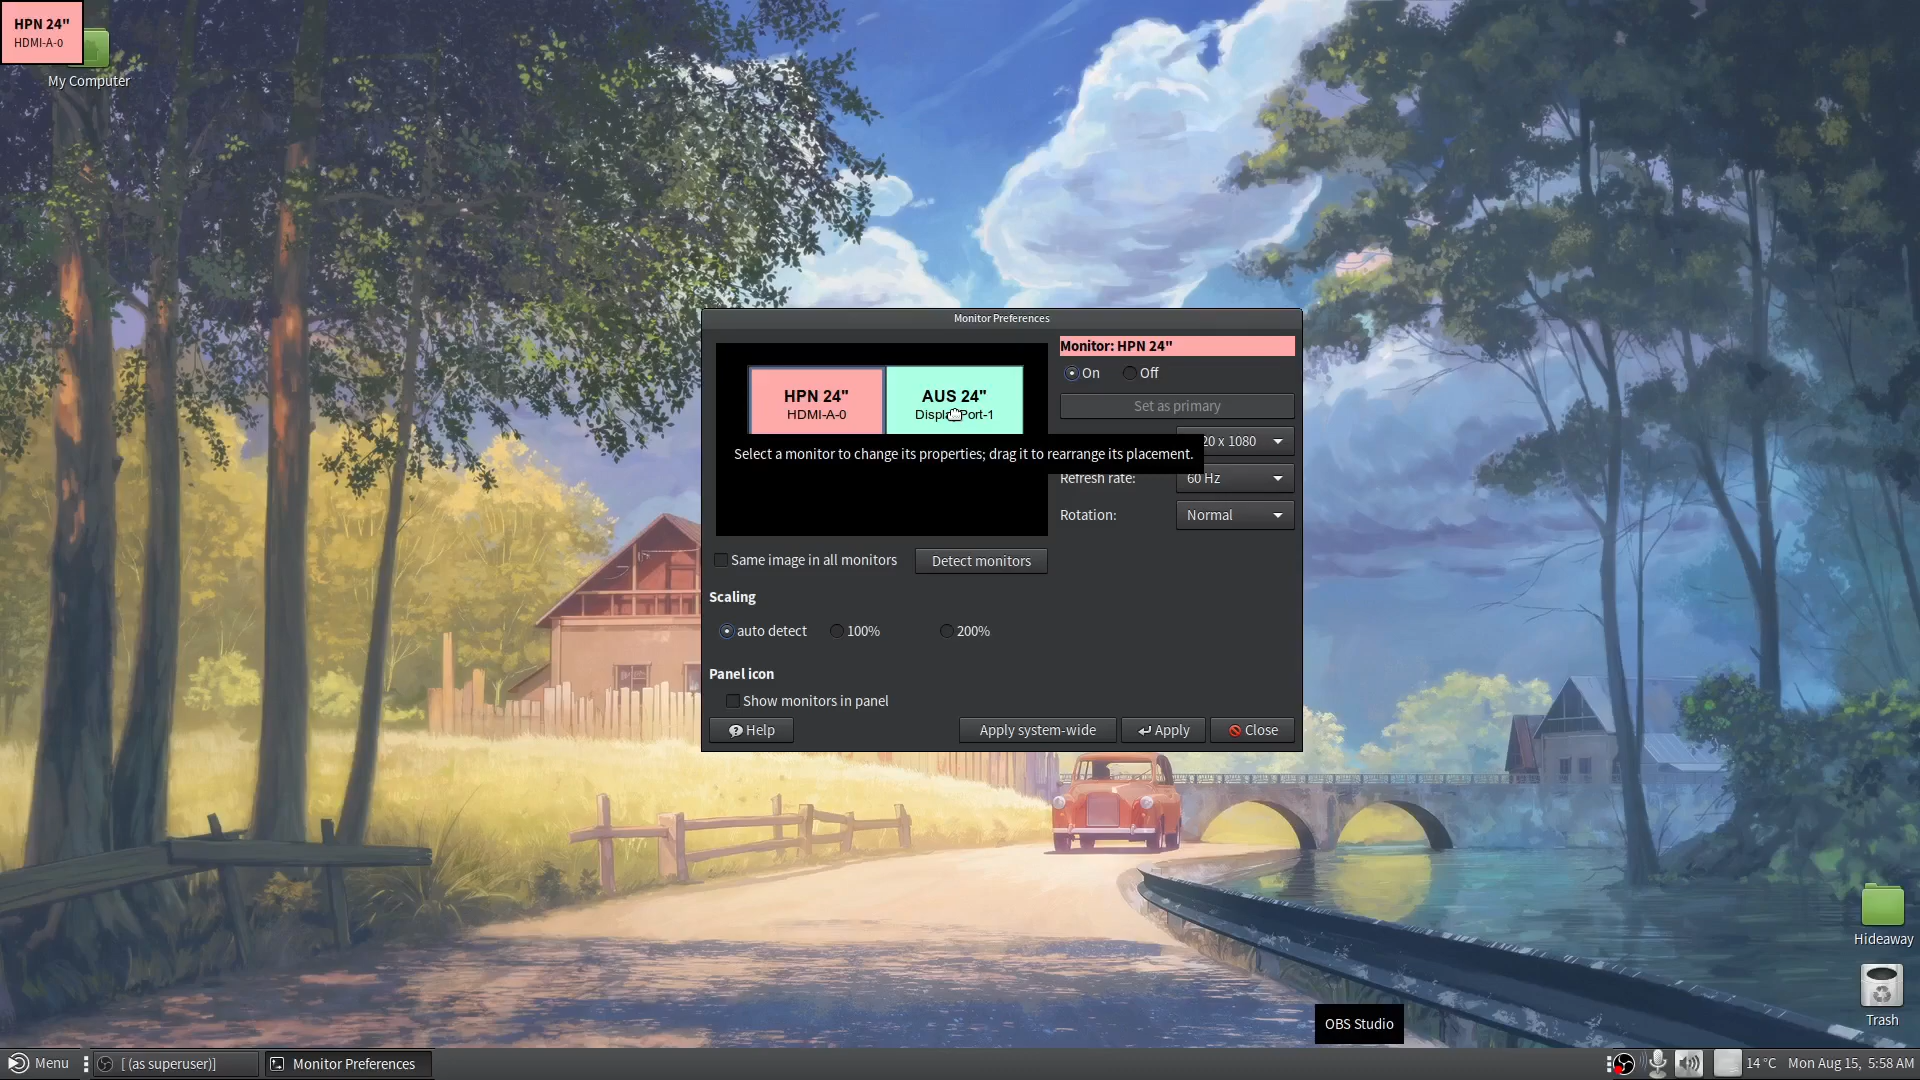 HPN 24"
HDMI-A-0
My Computer
Monitor Preferences
HPN 24"
HDMI-A-0
AUS 24"
Port-1
Select a monitor to change its properties; drag it to rearrange its placement.
Same image in all monitors
Detect monitors
Monitor: HPN 24"
On
Off
Set as primary
20 x 1080
Refresh rate:
60 Hz
Rotation:
Normal
Scaling
auto detect
100%
200%
Panel icon
Show monitors in panel
Help
Apply system-wide
Apply
Close
Hideaway
Trash
OBS Studio
Menu
[ (as superuser)]
Monitor Preferences
14 °C
Mon Aug 15, 5:58 AM